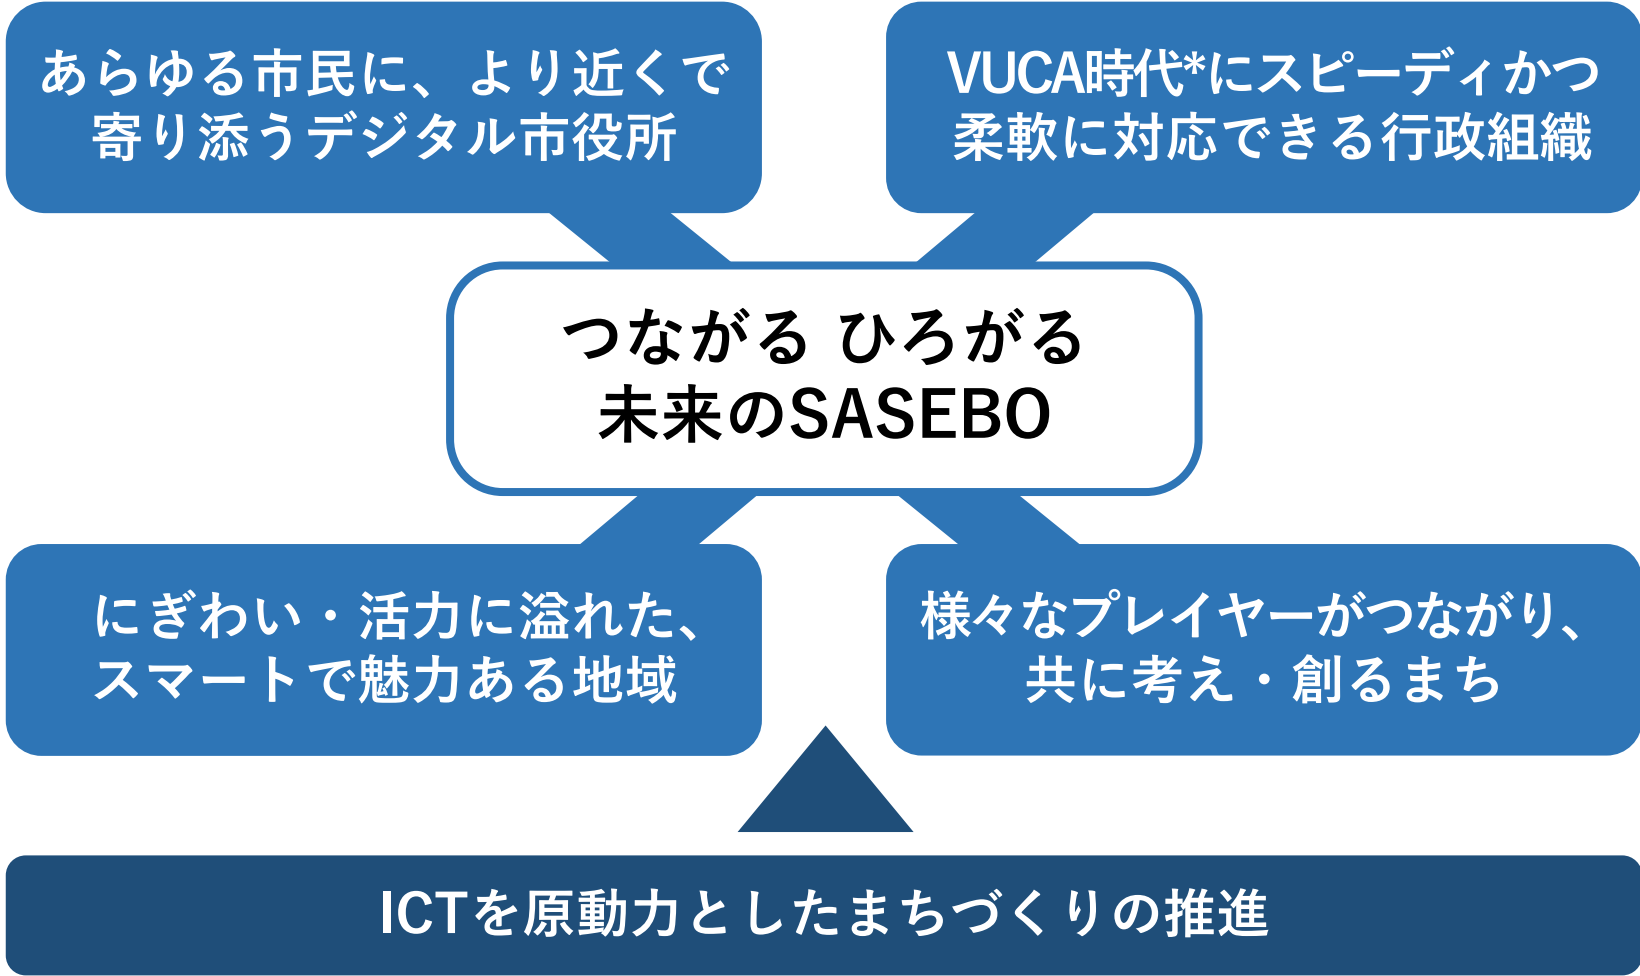 あらゆる市民に、より近くで
寄り添うデジタル市役所
VUCA時代*にスピーディかつ
柔軟に対応できる行政組織
つながる ひろがる
未来のSASEBO
にぎわい・活力に溢れた、
スマートで魅力ある地域
様々なプレイヤーがつながり、
共に考え・創るまち
ICTを原動力としたまちづくりの推進